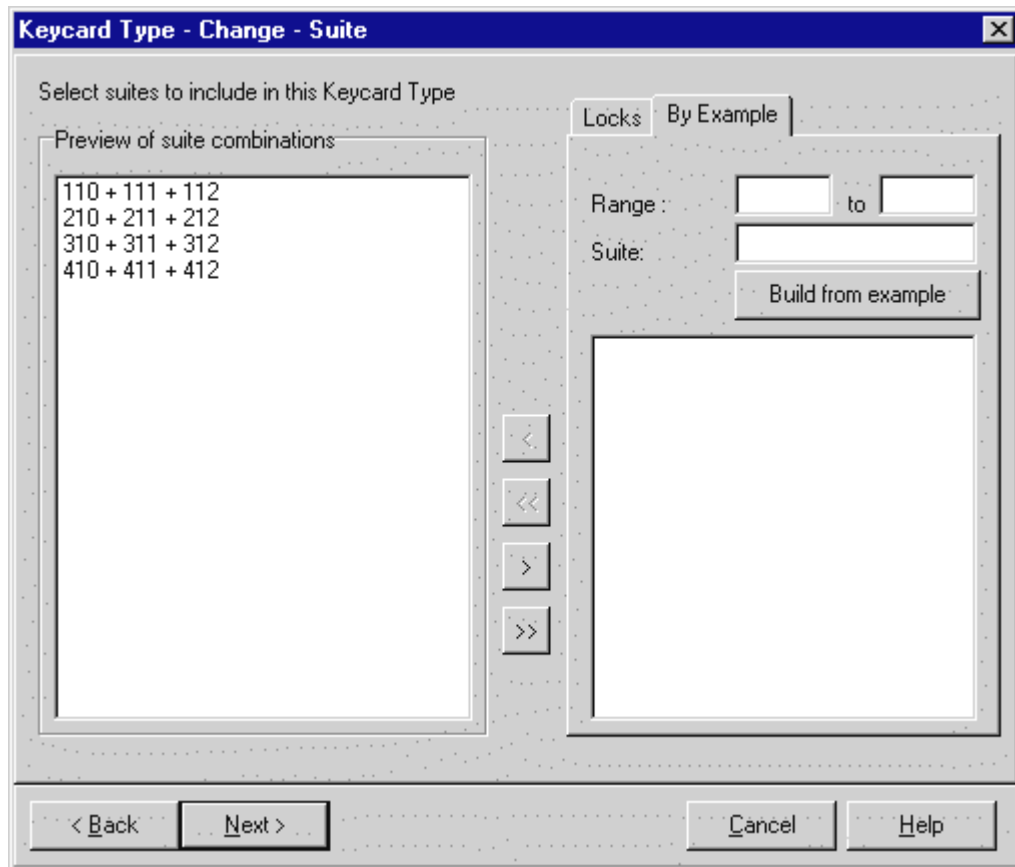 Keycard Type - Change - Suite
Select suites to include in this Keycard Type
Preview of suite combinations
110 + 111 + 112
210 + 211 + 212
310 + 311 + 312
410 + 411 + 412
<
<<
>
>>
Locks
By Example
Range :
to
Suite:
Build from example
< Back
Next >
Cancel
Help